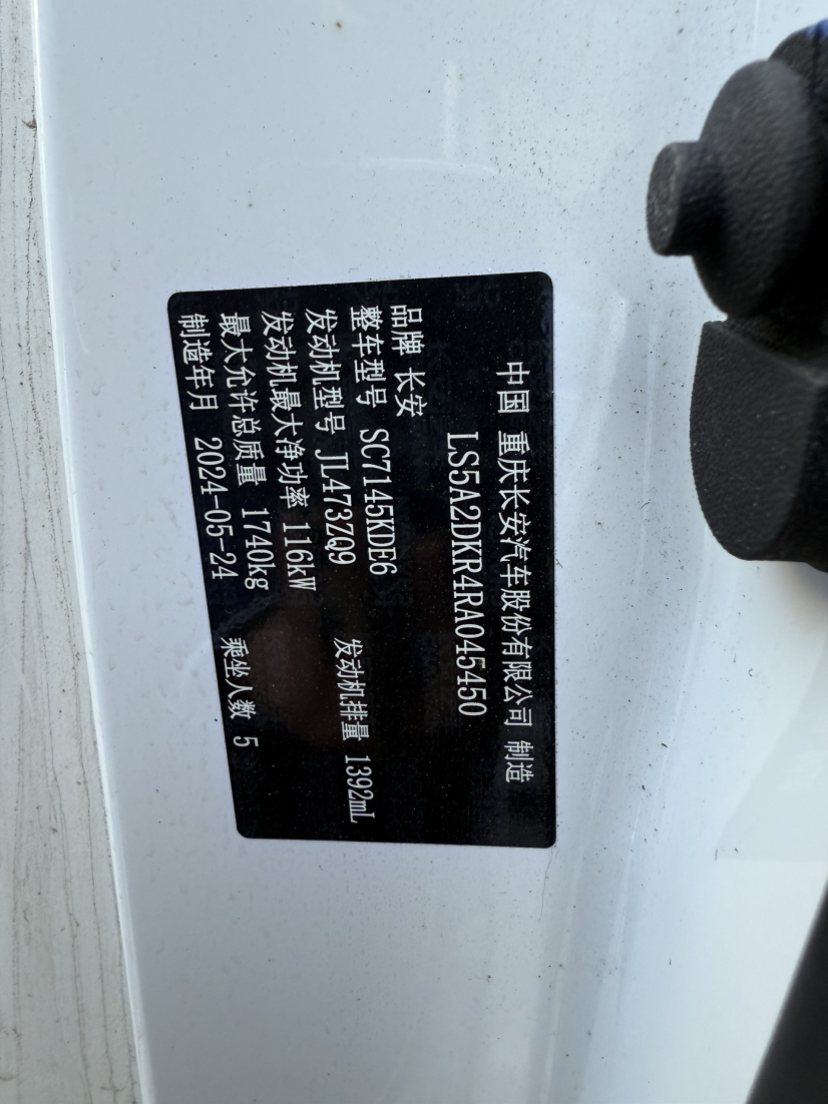 中国 重庆长安汽车股份有限公司 制造
LS5A2DKR4RA045450
品牌 长安
整车型号 SC7145KDE6
发动机型号 JL473ZQ9 发动机排量 1392mL
发动机最大净功率 116kW
最大允许总质量 1740kg
制造年月 2024-05-24 乘坐人数 5